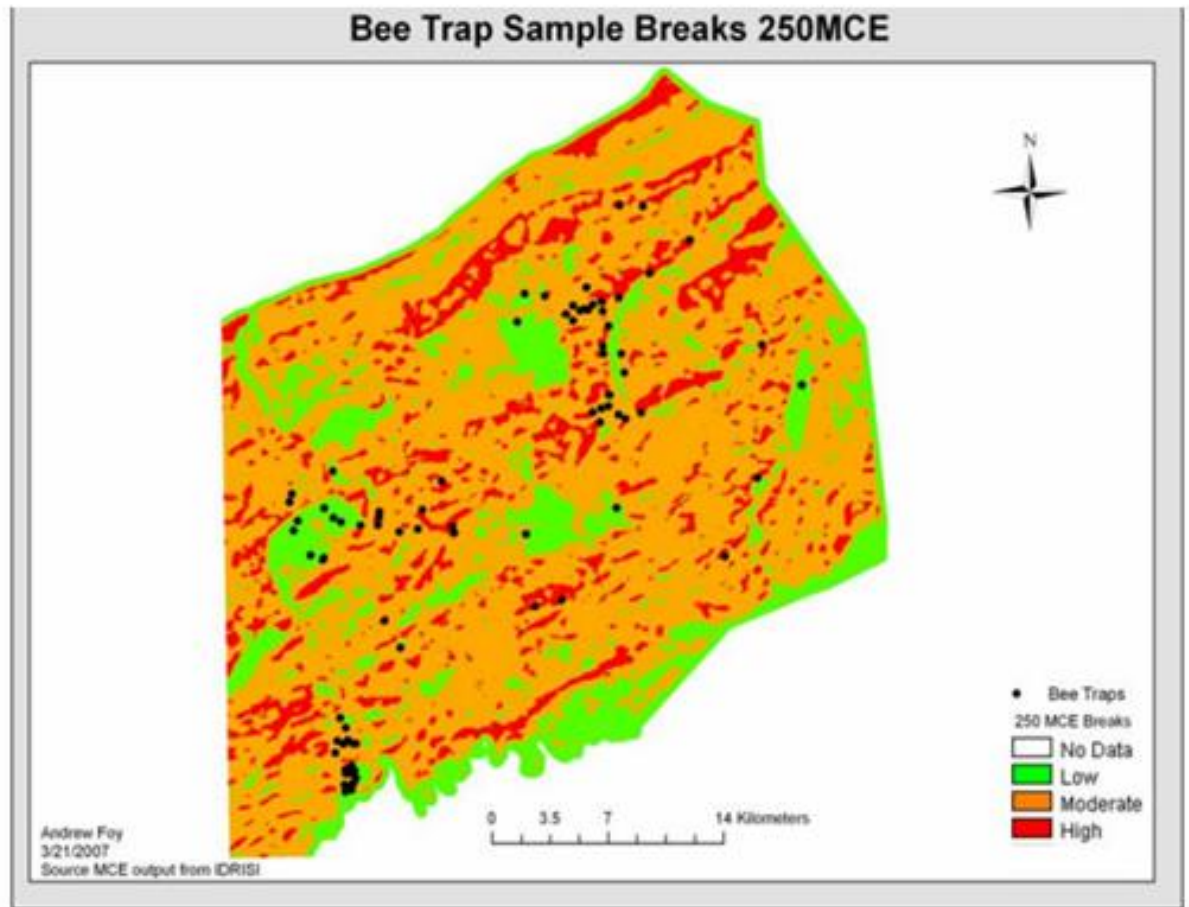 Bee Trap Sample Breaks 250MCE
N
Bee Traps
250 MCE Breaks
No Data
Low
Moderate
High
0 3.5 7 14 Kilometers
Andrew Foy
3/21/2007
Source MCE output from IDRISI